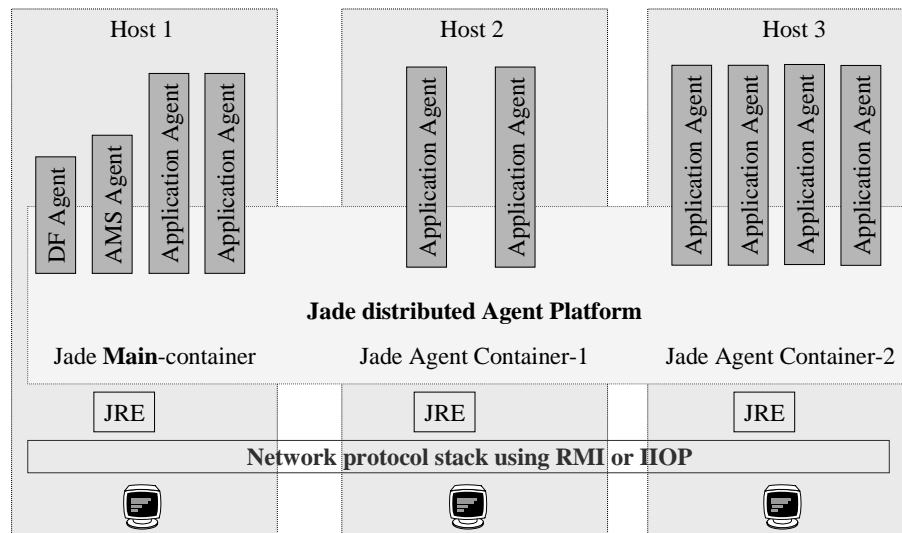 Host 1
Host 2
Host 3
DF Agent
AMS Agent
Application Agent
Application Agent
Application Agent
Application Agent
Application Agent
Application Agent
Application Agent
Application Agent
Jade distributed Agent Platform
Jade Main-container
Jade Agent Container-1
Jade Agent Container-2
JRE
JRE
JRE
Network protocol stack using RMI or IIOP